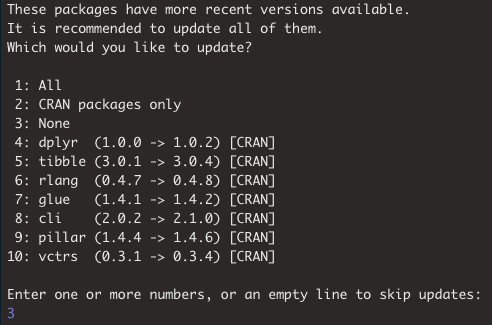 These packages have more recent versions available.
It is recommended to update all of them.
Which would you like to update?

 1: All
 2: CRAN packages only
 3: None
 4: dplyr  (1.0.0 -> 1.0.2) [CRAN]
 5: tibble (3.0.1 -> 3.0.4) [CRAN]
 6: rlang  (0.4.7 -> 0.4.8) [CRAN]
 7: glue   (1.4.1 -> 1.4.2) [CRAN]
 8: cli    (2.0.2 -> 2.1.0) [CRAN]
 9: pillar (1.4.4 -> 1.4.6) [CRAN]
10: vctrs  (0.3.1 -> 0.3.4) [CRAN]

Enter one or more numbers, or an empty line to skip updates:
3